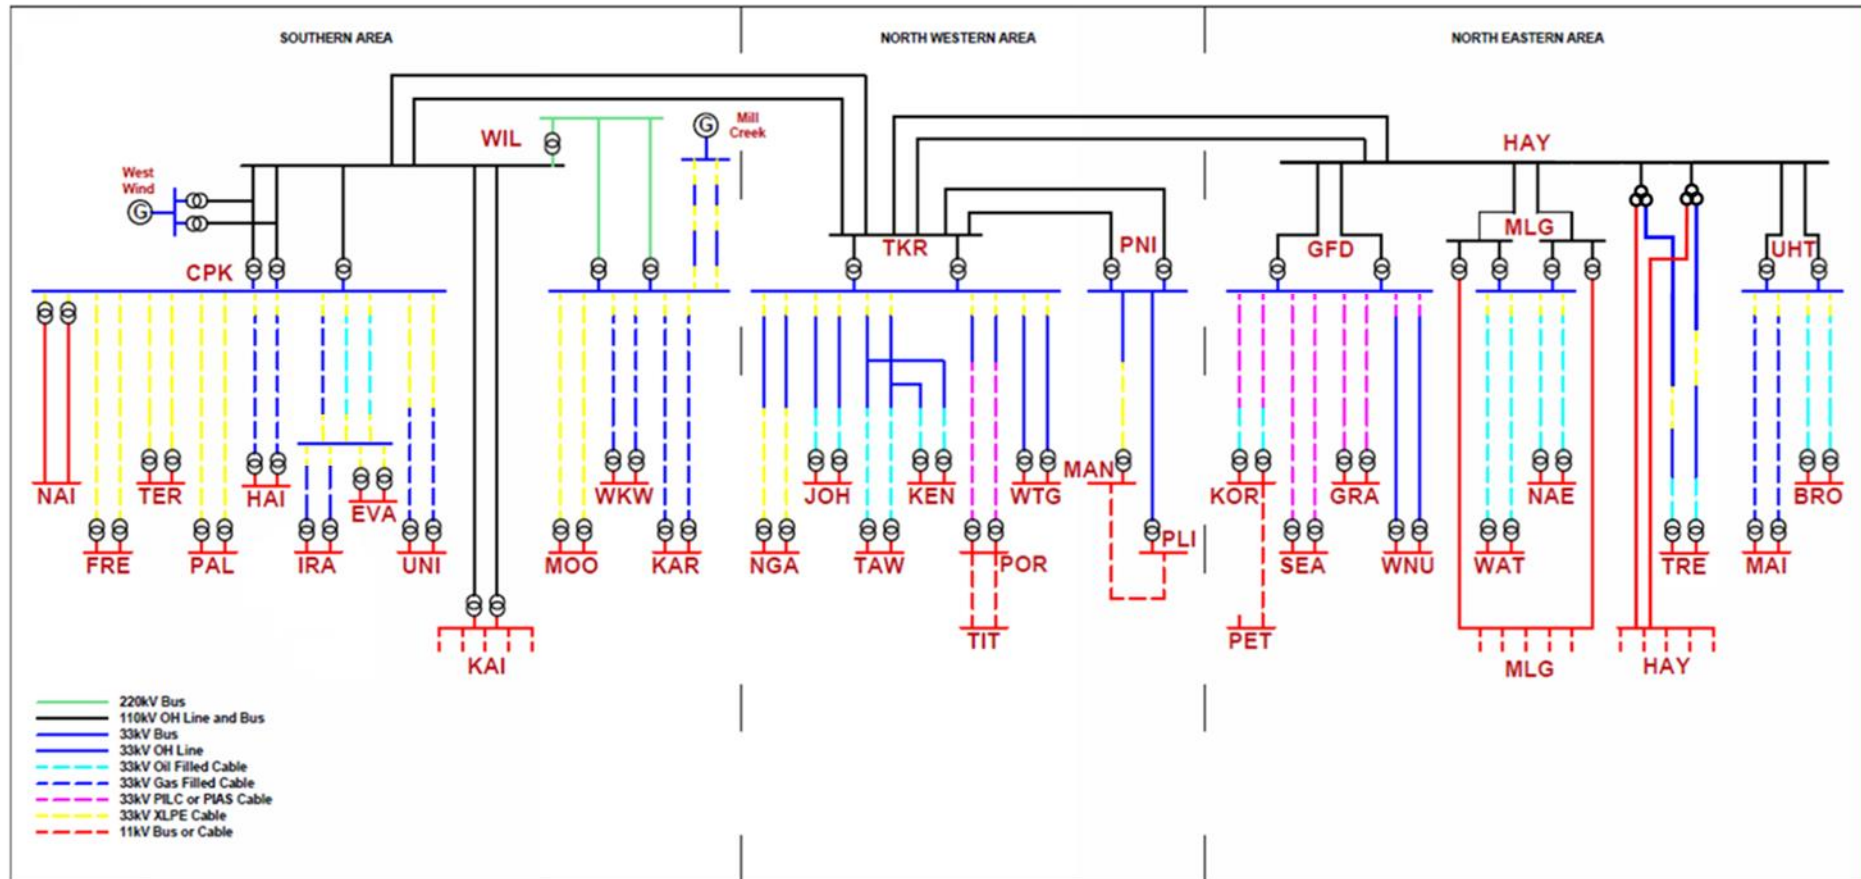 SOUTHERN AREA
NORTH WESTERN AREA
NORTH EASTERN AREA
WIL
G
Mill
Creek
HAY
West
Wind
G
CPK
TKR
PNI
GFD
MLG
UHT
NAI
TER
HAI
EVA
WKW
JOH
KEN
WTG
MAN
KOR
GRA
NAE
BRO
FRE
PAL
IRA
UNI
MOO
KAR
NGA
TAW
POR
PLI
SEA
WNU
WAT
TRE
MAI
KAI
TIT
PET
MLG
HAY
220kV Bus
110kV OH Line and Bus
33kV Bus
33kV OH Line
33kV Oil Filled Cable
33kV Gas Filled Cable
33kV PILC or PIAS Cable
33kV XLPE Cable
11kV Bus or Cable